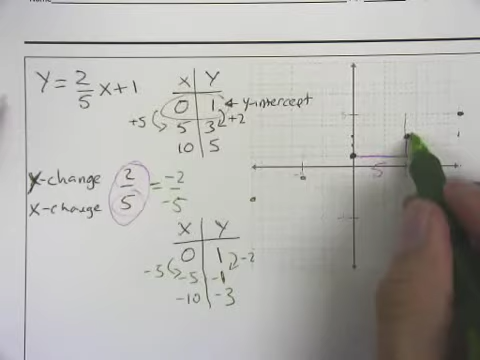 y = 2/5 x + 1
x | y
0 | 1 ← y-intercept
+5 5 | 3 +2
10 | 5
y-change 2/5 = -2/-5
x-change
5
x | y
0 | 1
-5 -5 | -1 -2
-10 | -3